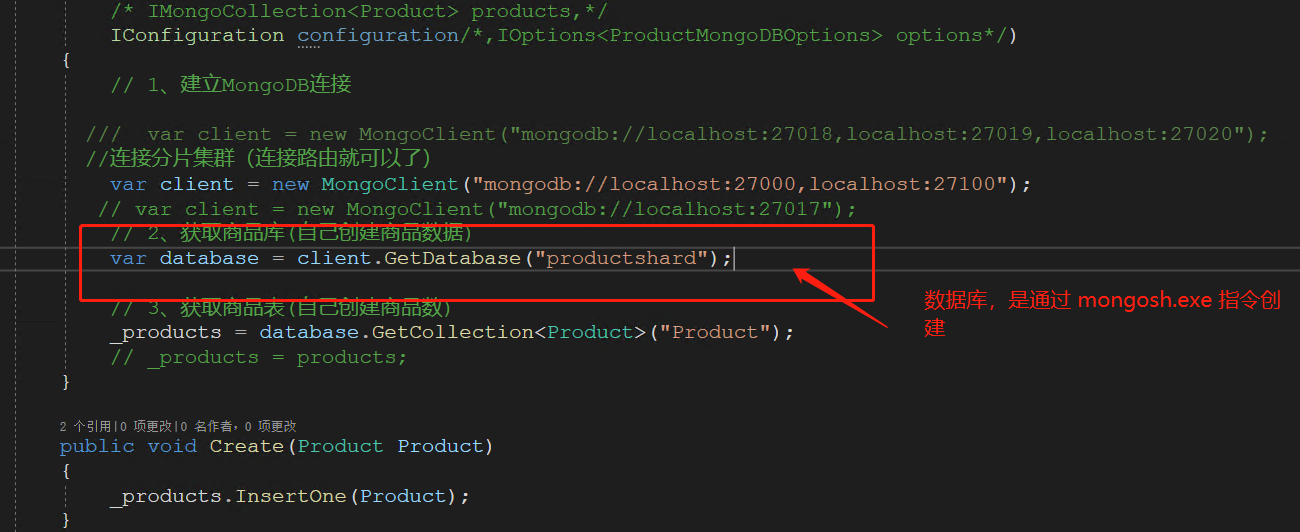 /* IMongoCollection<Product> products,*/
IConfiguration configuration/*,IOptions<ProductMongoDBOptions> options*/)
{
// 1、建立MongoDB连接
///  var client = new MongoClient("mongodb://localhost:27018,localhost:27019,localhost:27020");
//连接分片集群（连接路由就可以了）
var client = new MongoClient("mongodb://localhost:27000,localhost:27100");
// var client = new MongoClient("mongodb://localhost:27017");
// 2、获取商品库(自己创建商品数据)
var database = client.GetDatabase("productshard");
// 3、获取商品表(自己创建商品数)
_products = database.GetCollection<Product>("Product");
// _products = products;
}
数据库，是通过 mongosh.exe 指令创
建
2 个引用|0 项更改|0 名作者，0 项更改
public void Create(Product Product)
{
_products.InsertOne(Product);
}